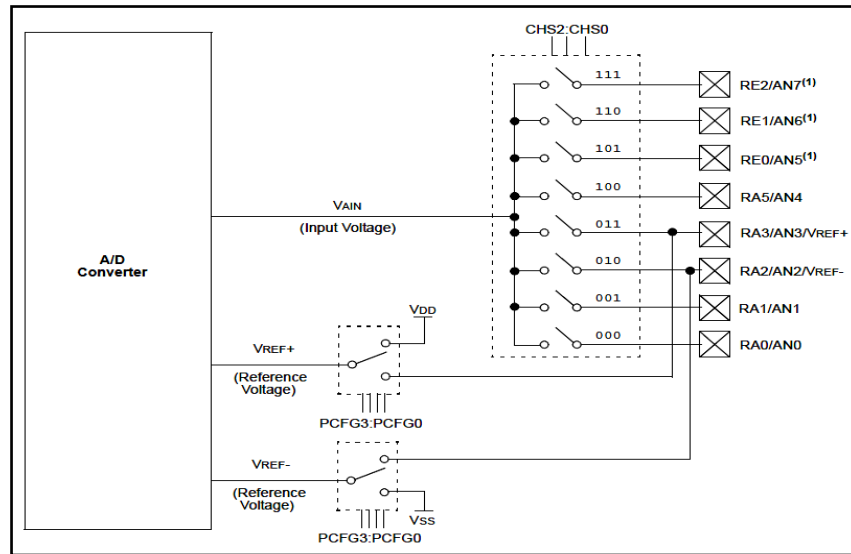 CHS2:CHS0
111 RE2/AN7(1)
110 RE1/AN6(1)
101 RE0/AN5(1)
100 RA5/AN4
VAIN
(Input Voltage)
011 RA3/AN3/VREF+
010 RA2/AN2/VREF-
A/D
Converter
001 RA1/AN1
VDD
000 RA0/AN0
VREF+
(Reference
Voltage)
PCFG3:PCFG0
VREF-
(Reference
Voltage)
VSS
PCFG3:PCFG0